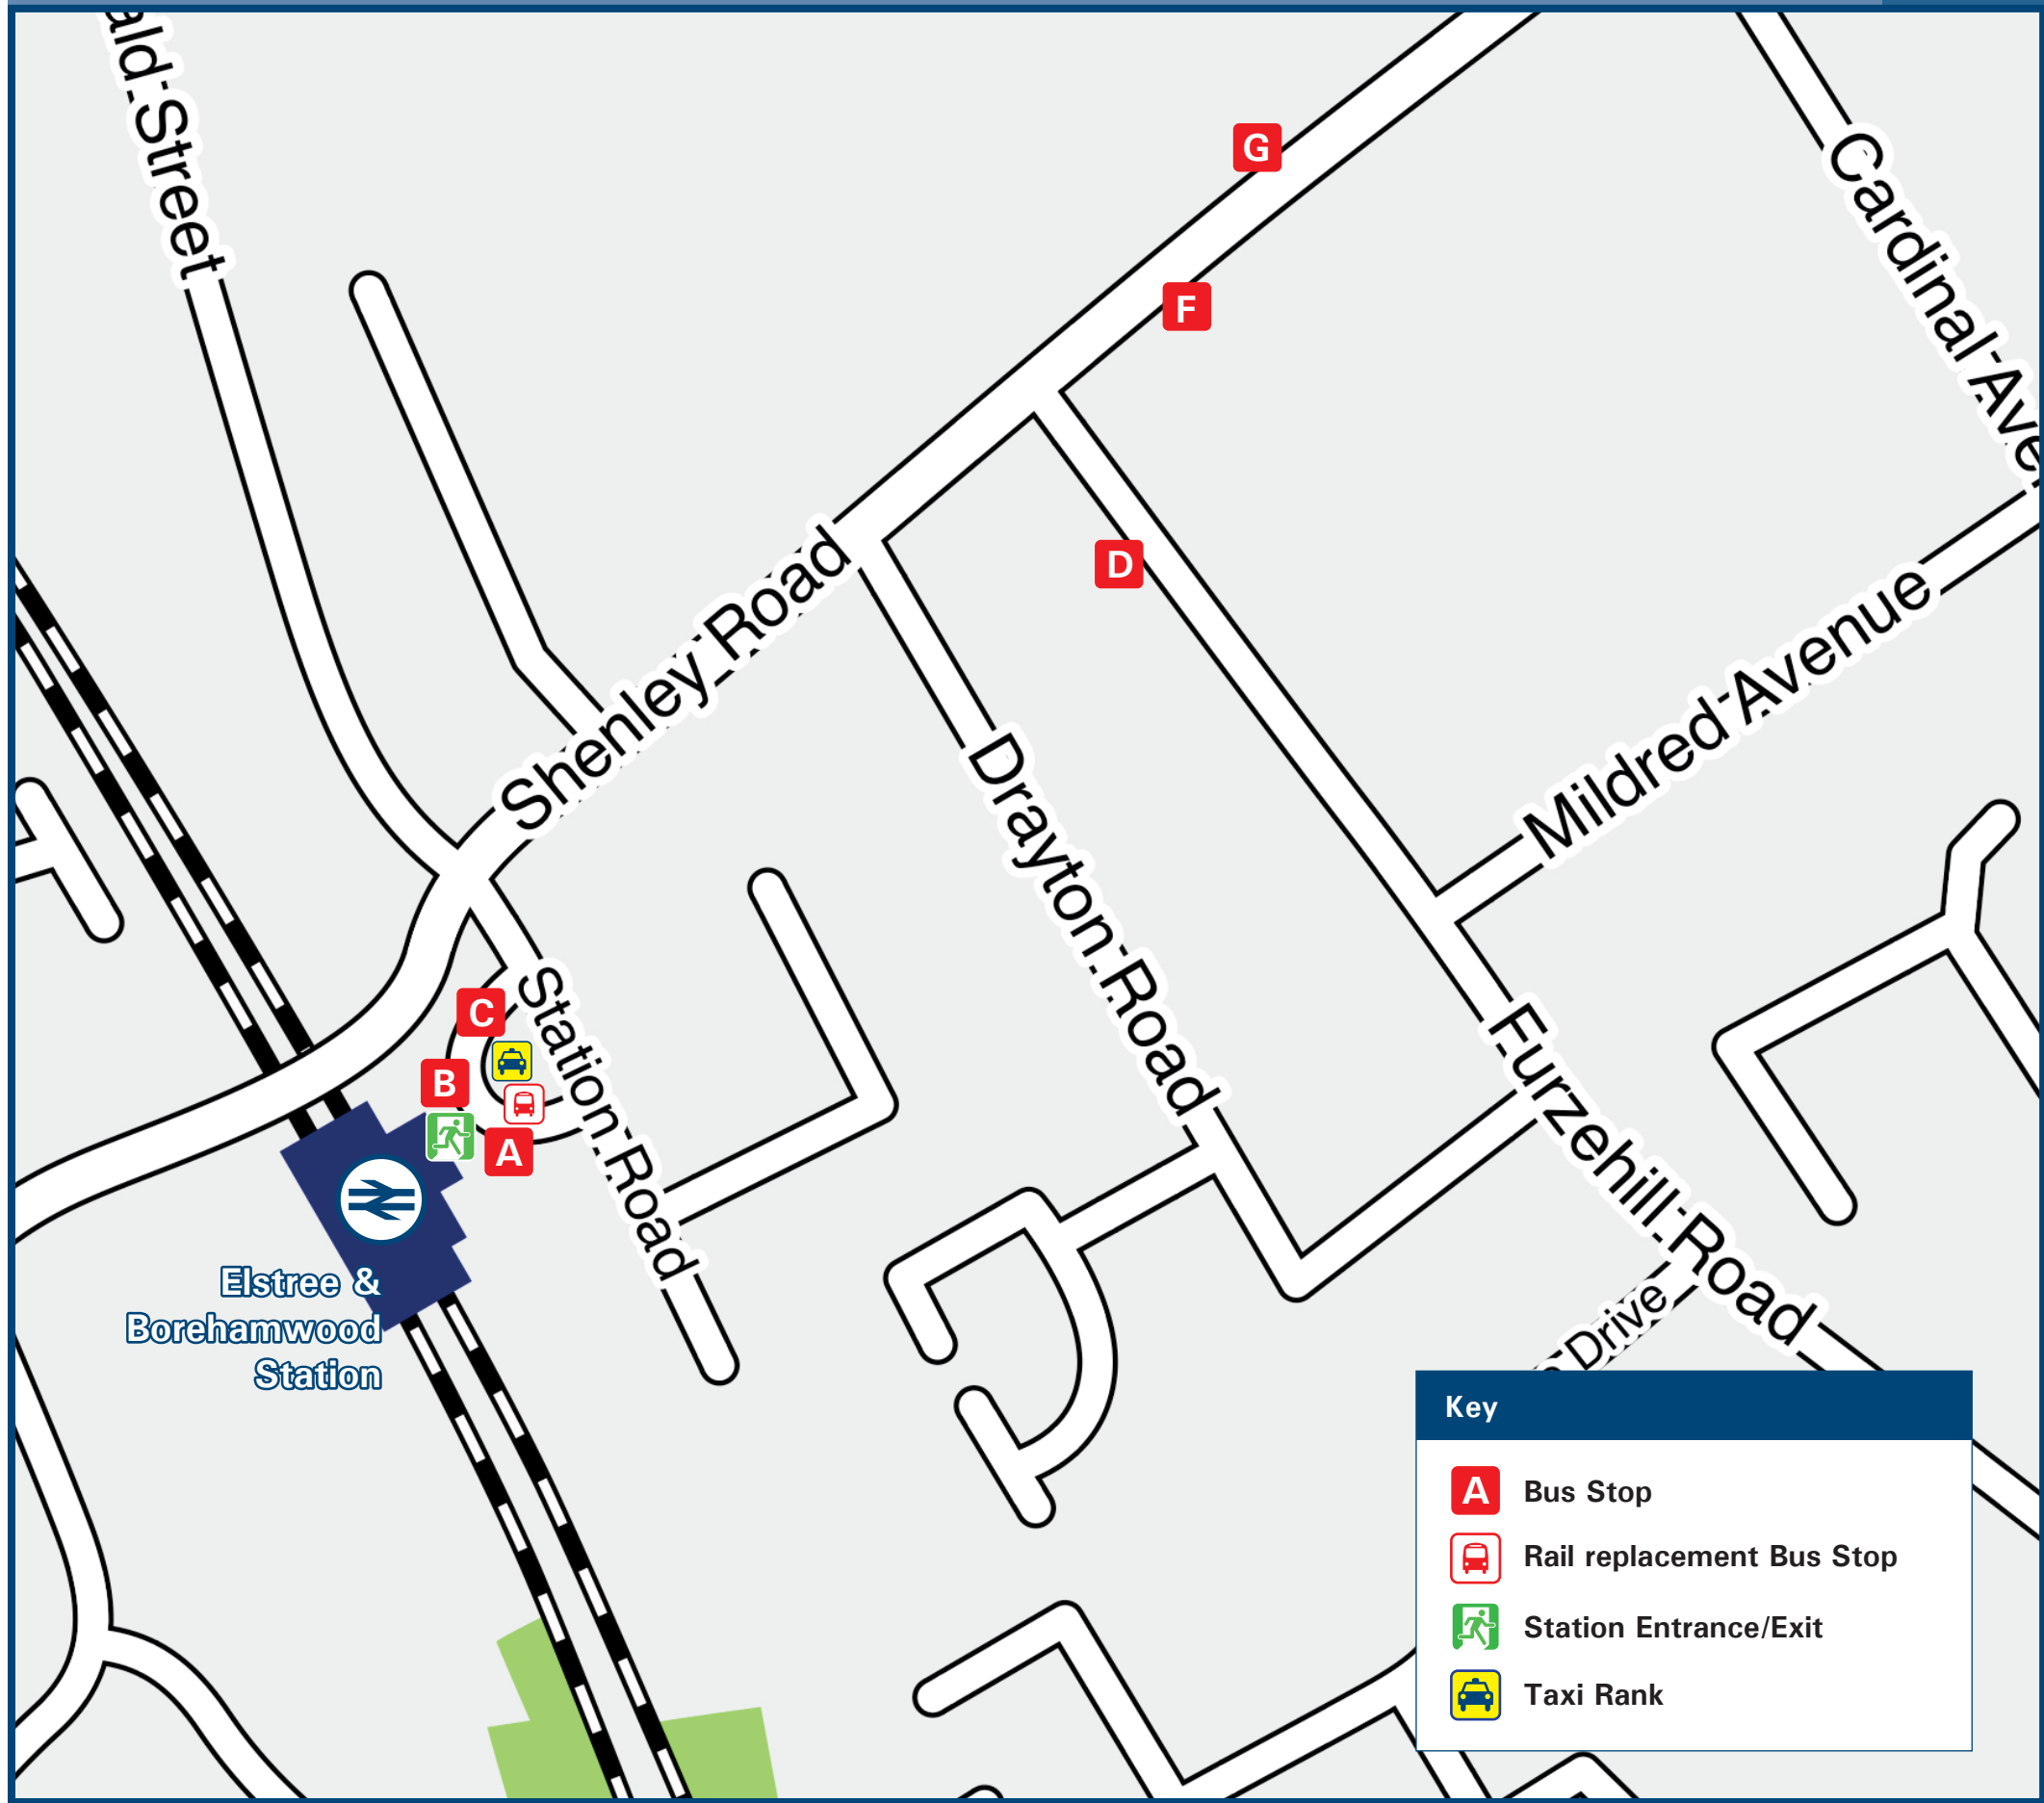 ald Street
Cardinal Ave
G
F
D
Shenley Road
Mildred Avenue
Drayton Road
C
Station Road
B
A
Furzehill Road
Drive
Elstree &
Borehamwood
Station
Key
A Bus Stop
Rail replacement Bus Stop
Station Entrance/Exit
Taxi Rank